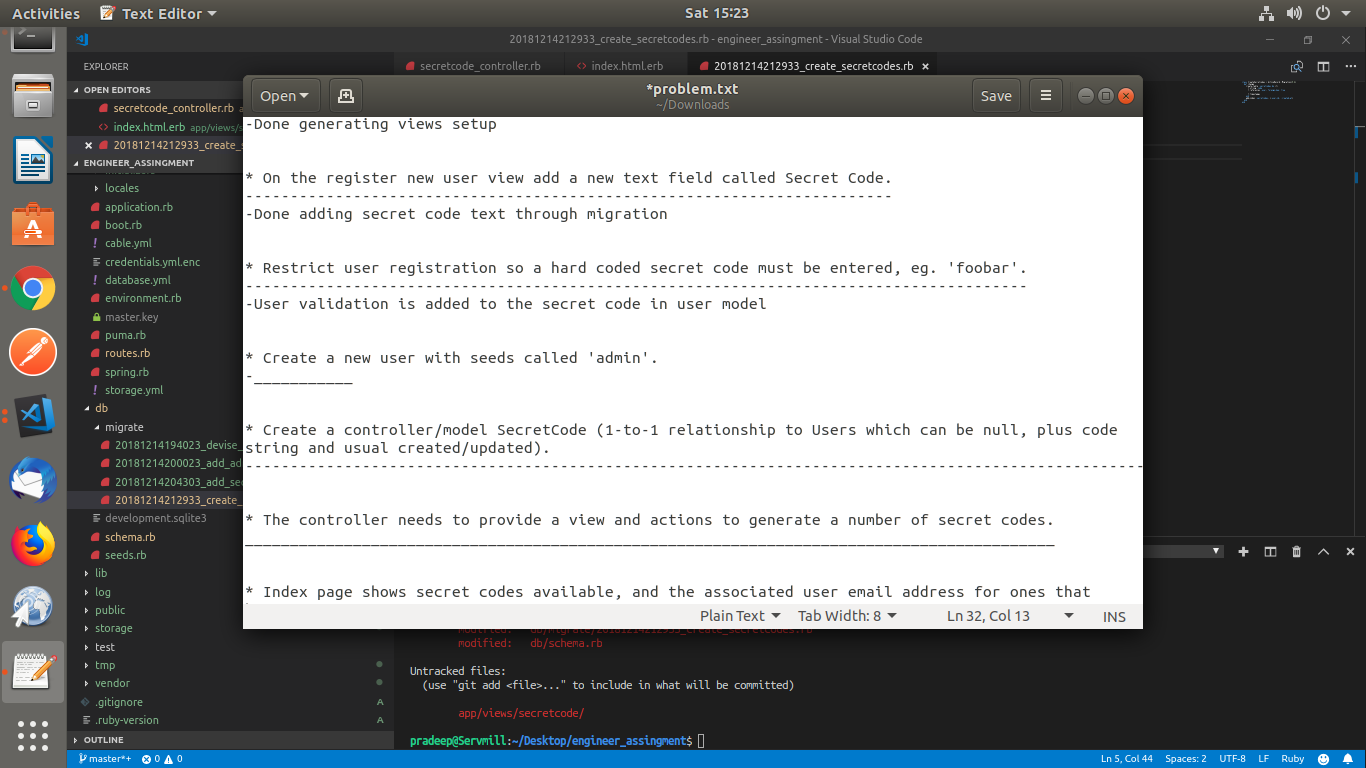 Activities
Text Editor
Sat 15:23
20181214212933_create_secretcodes.rb - engineer_assingment - Visual Studio Code
EXPLORER
secretcode_controller.rb
index.html.erb
20181214212933_create_secretcodes.rb
OPEN EDITORS
secretcode_controller.rb
index.html.erb app/views/s
20181214212933_create_s
ENGINEER_ASSINGMENT
locales
application.rb
boot.rb
cable.yml
credentials.yml.enc
database.yml
environment.rb
master.key
puma.rb
routes.rb
spring.rb
storage.yml
db
migrate
20181214194023_devise_
20181214200023_add_ad
20181214204303_add_se
20181214212933_create_
development.sqlite3
schema.rb
seeds.rb
lib
log
public
storage
test
tmp
vendor
.gitignore A
.ruby-version A
OUTLINE
Open
*problem.txt
~/Downloads
Save
-Done generating views setup
* On the register new user view add a new text field called Secret Code.
------------------------------------------------------------------------
-Done adding secret code text through migration
* Restrict user registration so a hard coded secret code must be entered, eg. 'foobar'.
---------------------------------------------------------------------------------------
-User validation is added to the secret code in user model
* Create a new user with seeds called 'admin'.
-___________
* Create a controller/model SecretCode (1-to-1 relationship to Users which can be null, plus code
string and usual created/updated).
----------------------------------------------------------------------------------------------------
* The controller needs to provide a view and actions to generate a number of secret codes.
__________________________________________________________________________________________
* Index page shows secret codes available, and the associated user email address for ones that
Plain Text
Tab Width: 8
Ln 32, Col 13
INS
modified: db/migrate/20181214212933_create_secretcodes.rb
modified: db/schema.rb
Untracked files:
(use "git add <file>..." to include in what will be committed)
app/views/secretcode/
pradeep@Servmill:~/Desktop/engineer_assingment$
master*+
0
0
Ln 5, Col 44
Spaces: 2
UTF-8
LF
Ruby